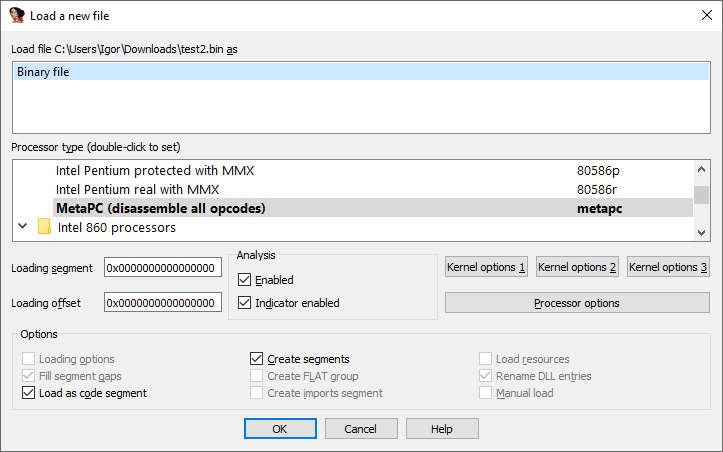 Load a new file
Load file C:\Users\Igor\Downloads\test2.bin as
Binary file
Processor type (double-click to set)
Intel Pentium protected with MMX 80586p
Intel Pentium real with MMX 80586r
MetaPC (disassemble all opcodes) metapc
Intel 860 processors
Loading segment 0x0000000000000000
Loading offset 0x0000000000000000
Analysis
Enabled
Indicator enabled
Kernel options 1 Kernel options 2 Kernel options 3
Processor options
Options
Loading options Create segments Load resources
Fill segment gaps Create FLAT group Rename DLL entries
Load as code segment Create imports segment Manual load
OK Cancel Help